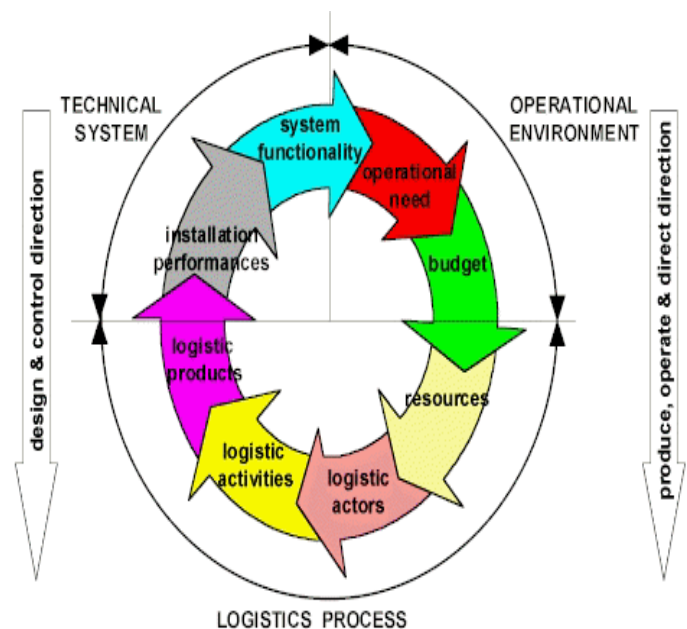 TECHNICAL
SYSTEM
OPERATIONAL
ENVIRONMENT
system
functionality
operational
need
installation
performances
budget
logistic
products
resources
logistic
activities
logistic
actors
design & control direction
produce, operate & direct direction
LOGISTICS PROCESS